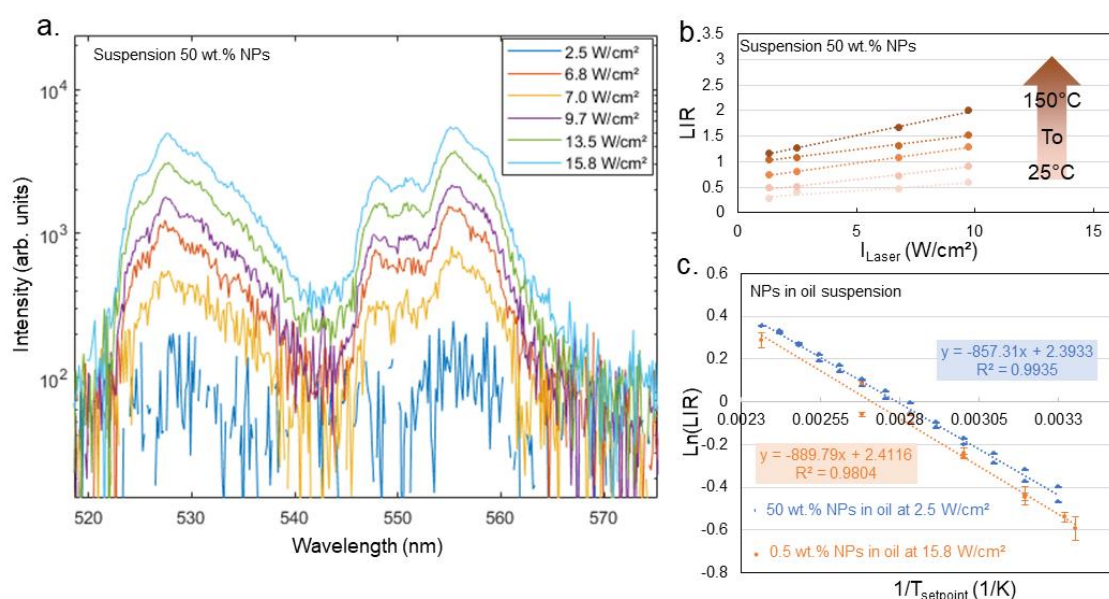 a.
Suspension 50 wt.% NPs
2.5 W/cm²
6.8 W/cm²
7.0 W/cm²
9.7 W/cm²
13.5 W/cm²
15.8 W/cm²
10⁴
10³
10²
Intensity (arb. units)
520 530 540 550 560 570
Wavelength (nm)
b.
Suspension 50 wt.% NPs
3.5
3
2.5
2
1.5
1
0.5
0
LIR
150°C
To
25°C
0 5 10 15
I_Laser (W/cm²)
c.
NPs in oil suspension
0.6
0.4
0.2
0
-0.2
-0.4
-0.6
-0.8
Ln(LIR)
y = -857.31x + 2.3933
R² = 0.9935
0.0023 0.00255 0.0028 0.00305 0.0033
y = -889.79x + 2.4116
R² = 0.9804
50 wt.% NPs in oil at 2.5 W/cm²
0.5 wt.% NPs in oil at 15.8 W/cm²
1/T_setpoint (1/K)